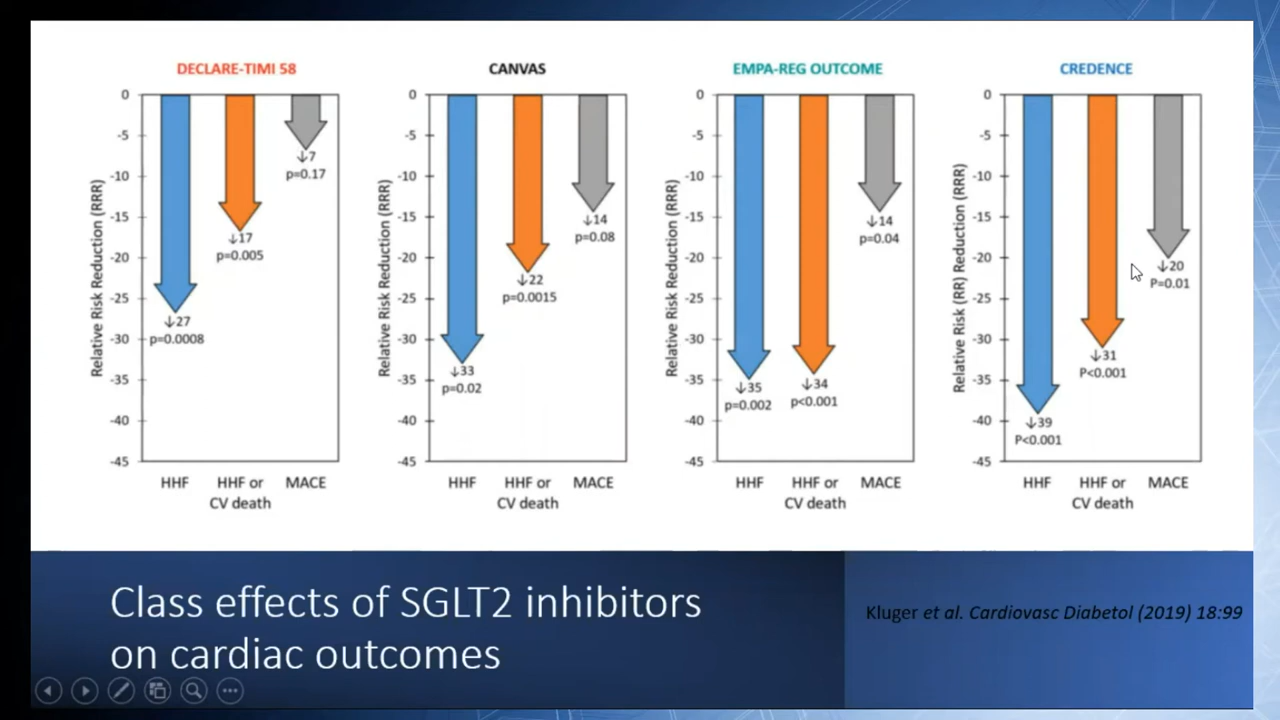 DECLARE-TIMI 58
Relative Risk Reduction (RRR)
0
-5
-10
-15
-20
-25
-30
-35
-40
-45
↓27
p=0.0008
↓17
p=0.005
↓7
p=0.17
HHF
HHF or
CV death
MACE
CANVAS
Relative Risk Reduction (RRR)
0
-5
-10
-15
-20
-25
-30
-35
-40
-45
↓33
p=0.02
↓22
p=0.0015
↓14
p=0.08
HHF
HHF or
CV death
MACE
EMPA-REG OUTCOME
Relative Risk Reduction (RRR)
0
-5
-10
-15
-20
-25
-30
-35
-40
-45
↓35
p=0.002
↓34
p<0.001
↓14
p=0.04
HHF
HHF or
CV death
MACE
CREDENCE
Relative Risk (RR) Reduction (RRR)
0
-5
-10
-15
-20
-25
-30
-35
-40
-45
↓39
P<0.001
↓31
P<0.001
↓20
P=0.01
HHF
HHF or
CV death
MACE
Class effects of SGLT2 inhibitors
on cardiac outcomes
Kluger et al. Cardiovasc Diabetol (2019) 18:99